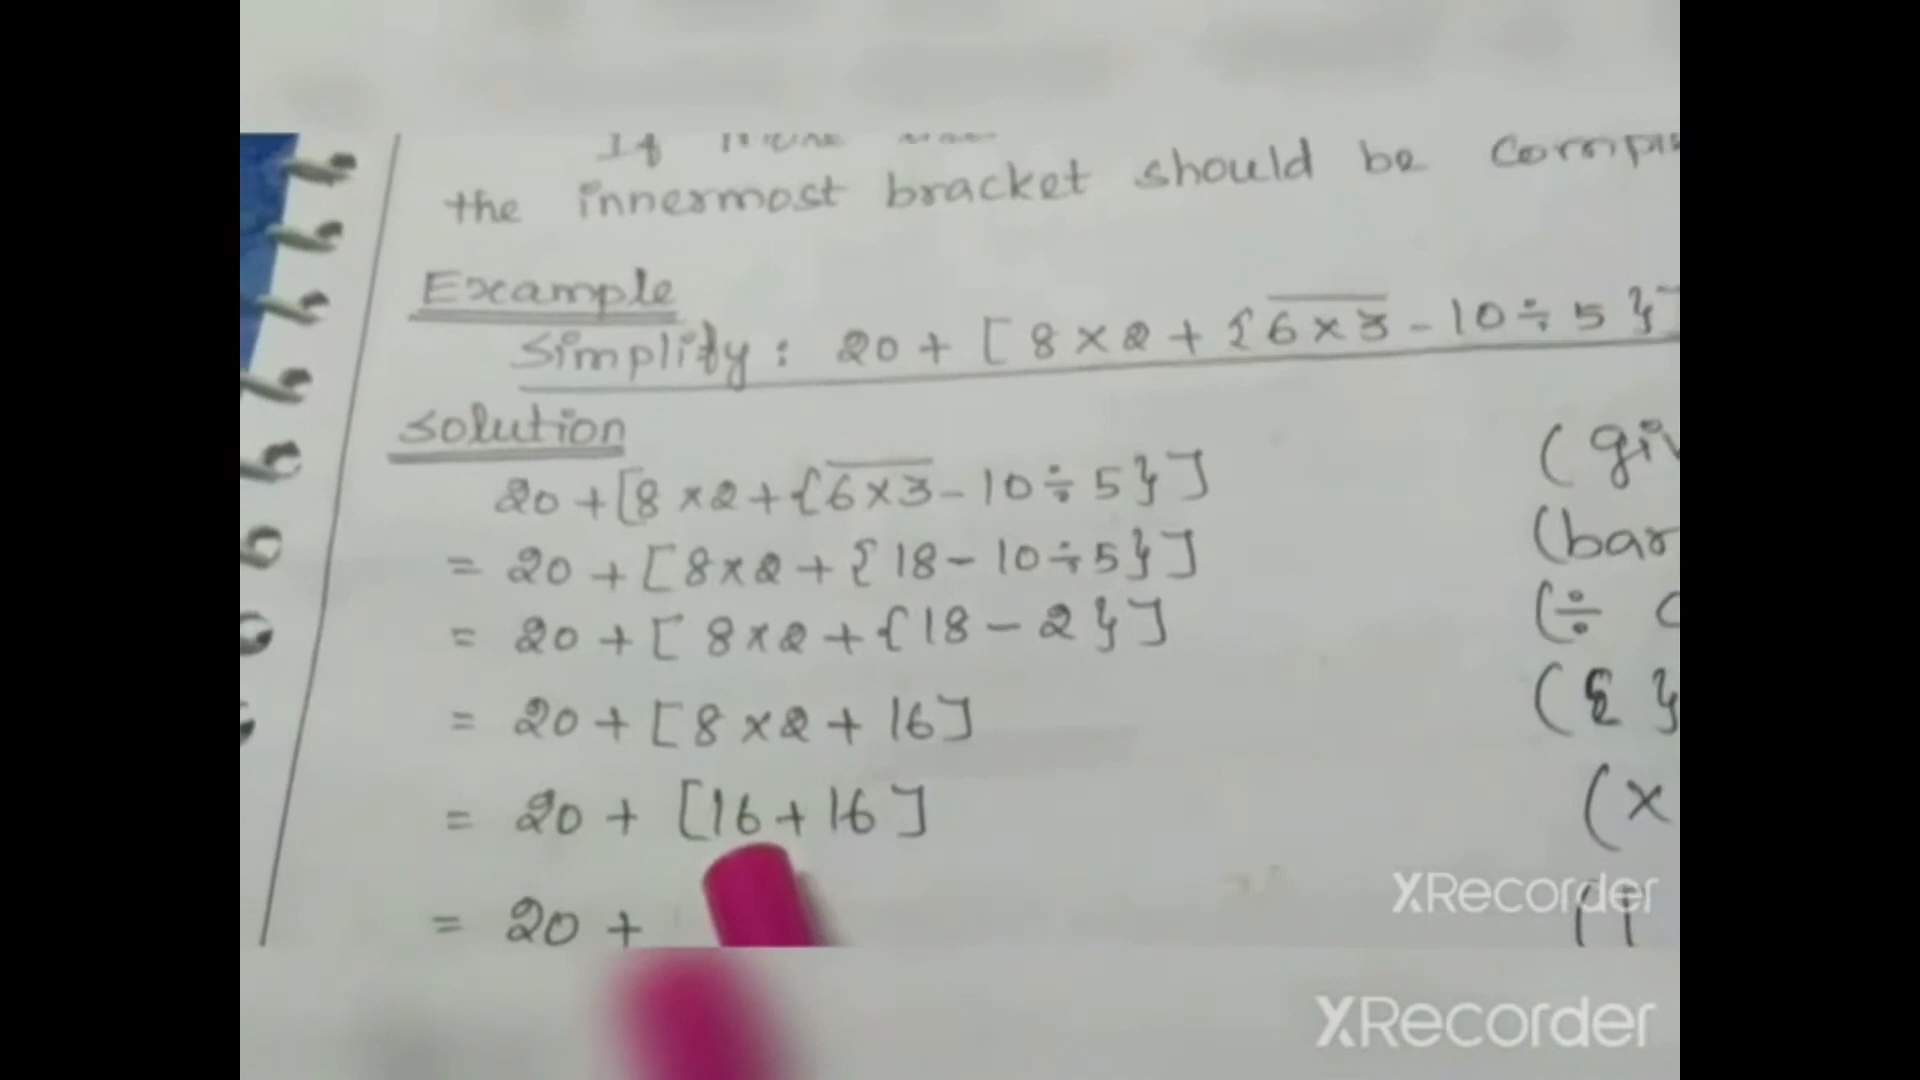 the innermost bracket should be
Example
Simplify: 20 + [8 × 2 + {6̅ ̅×̅ ̅3̅ - 10 ÷ 5}]
Solution
20 + [8 × 2 + {6̅ ̅×̅ ̅3̅ - 10 ÷ 5}] (
= 20 + [8 × 2 + {18 - 10 ÷ 5}] (bar
= 20 + [8 × 2 + {18 - 2}] (÷
= 20 + [8 × 2 + 16] ({ }
= 20 + [16 + 16] (×
= 20 +
XRecorder
XRecorder